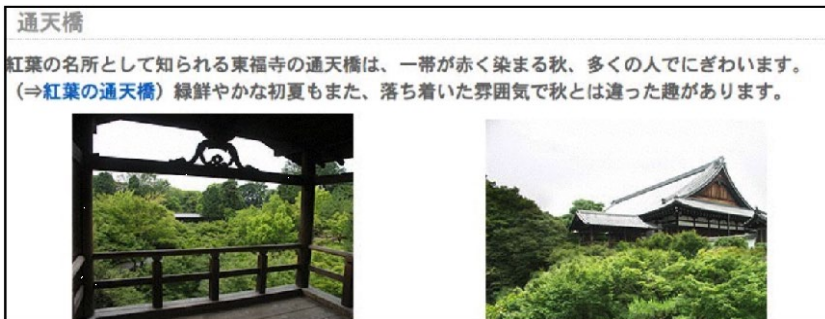 通天橋
紅葉の名所として知られる東福寺の通天橋は、一帯が赤く染まる秋、多くの人でにぎわいます。
（⇒紅葉の通天橋）緑鮮やかな初夏もまた、落ち着いた雰囲気で秋とは違った趣があります。